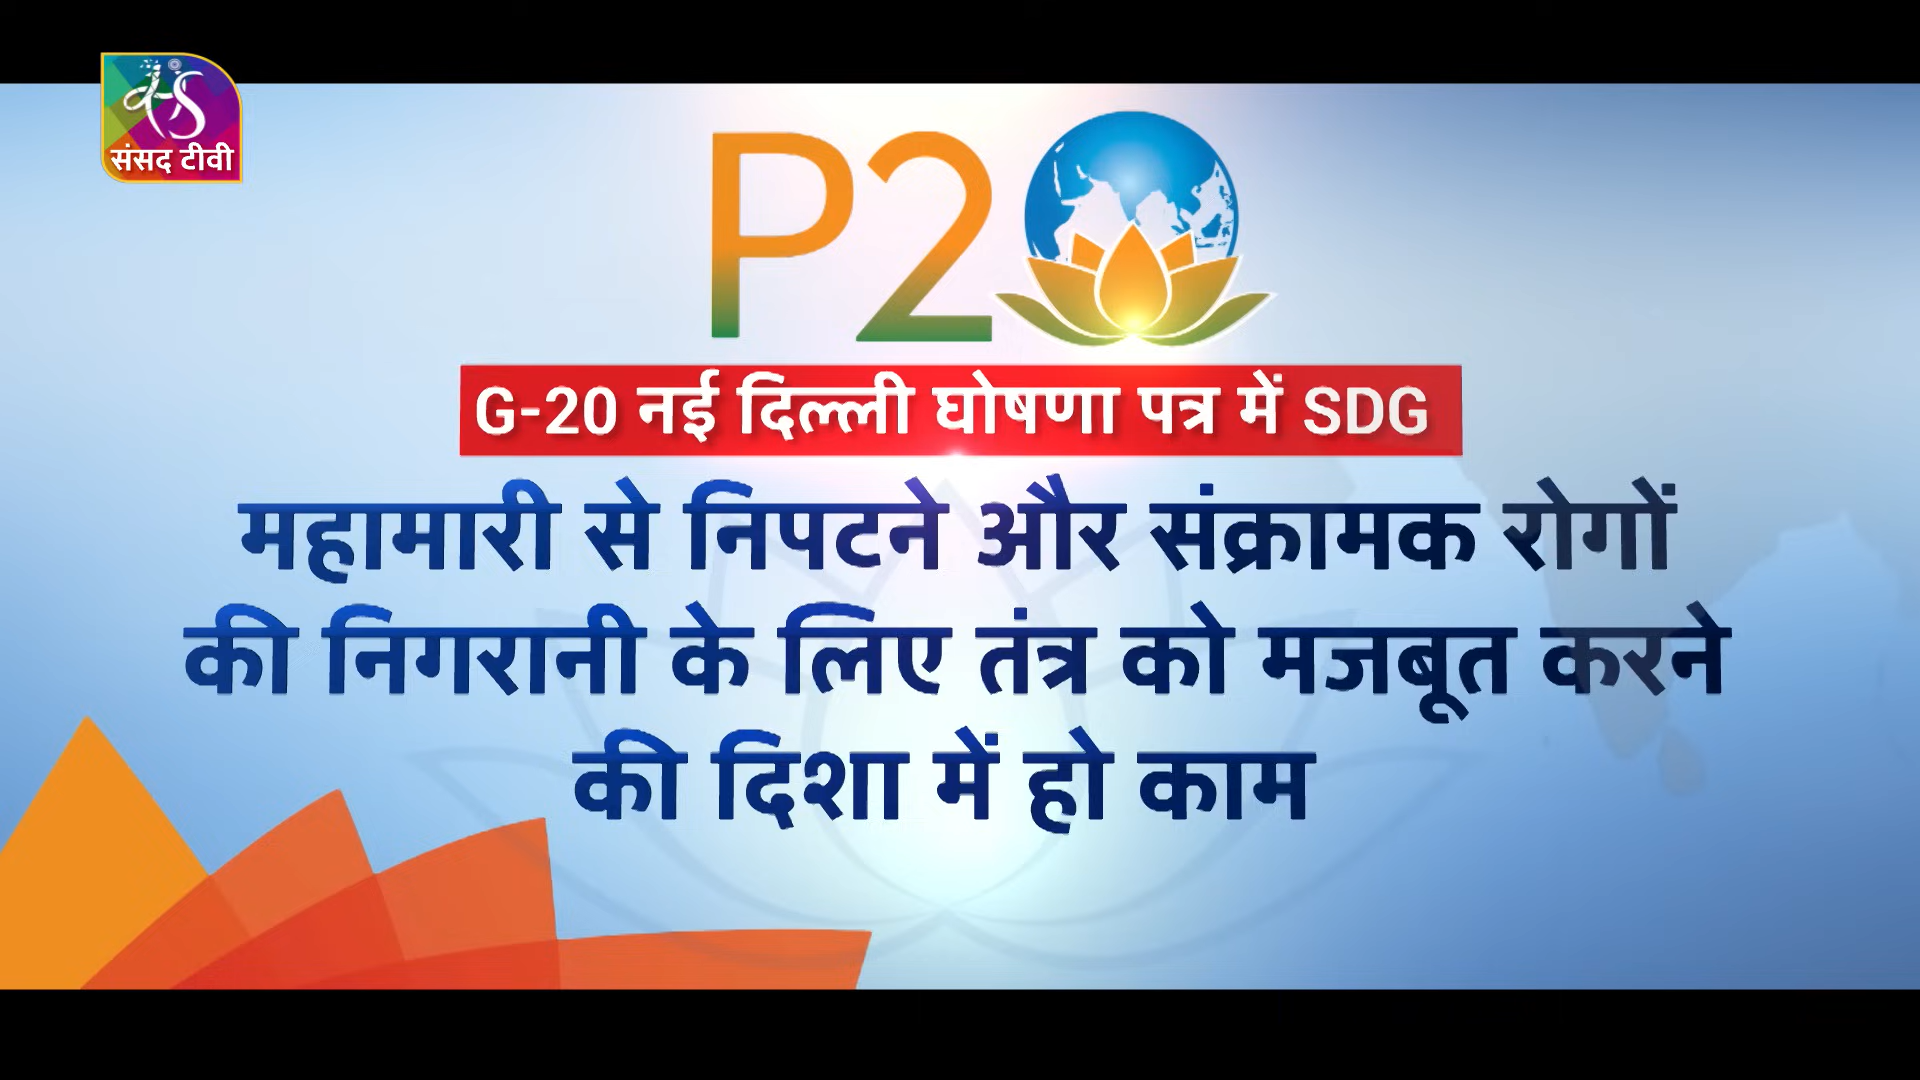 संसद टीवी
P20
G-20 नई दिल्ली घोषणा पत्र में SDG
महामारी से निपटने और संक्रामक रोगों
की निगरानी के लिए तंत्र को मजबूत करने
की दिशा में हो काम